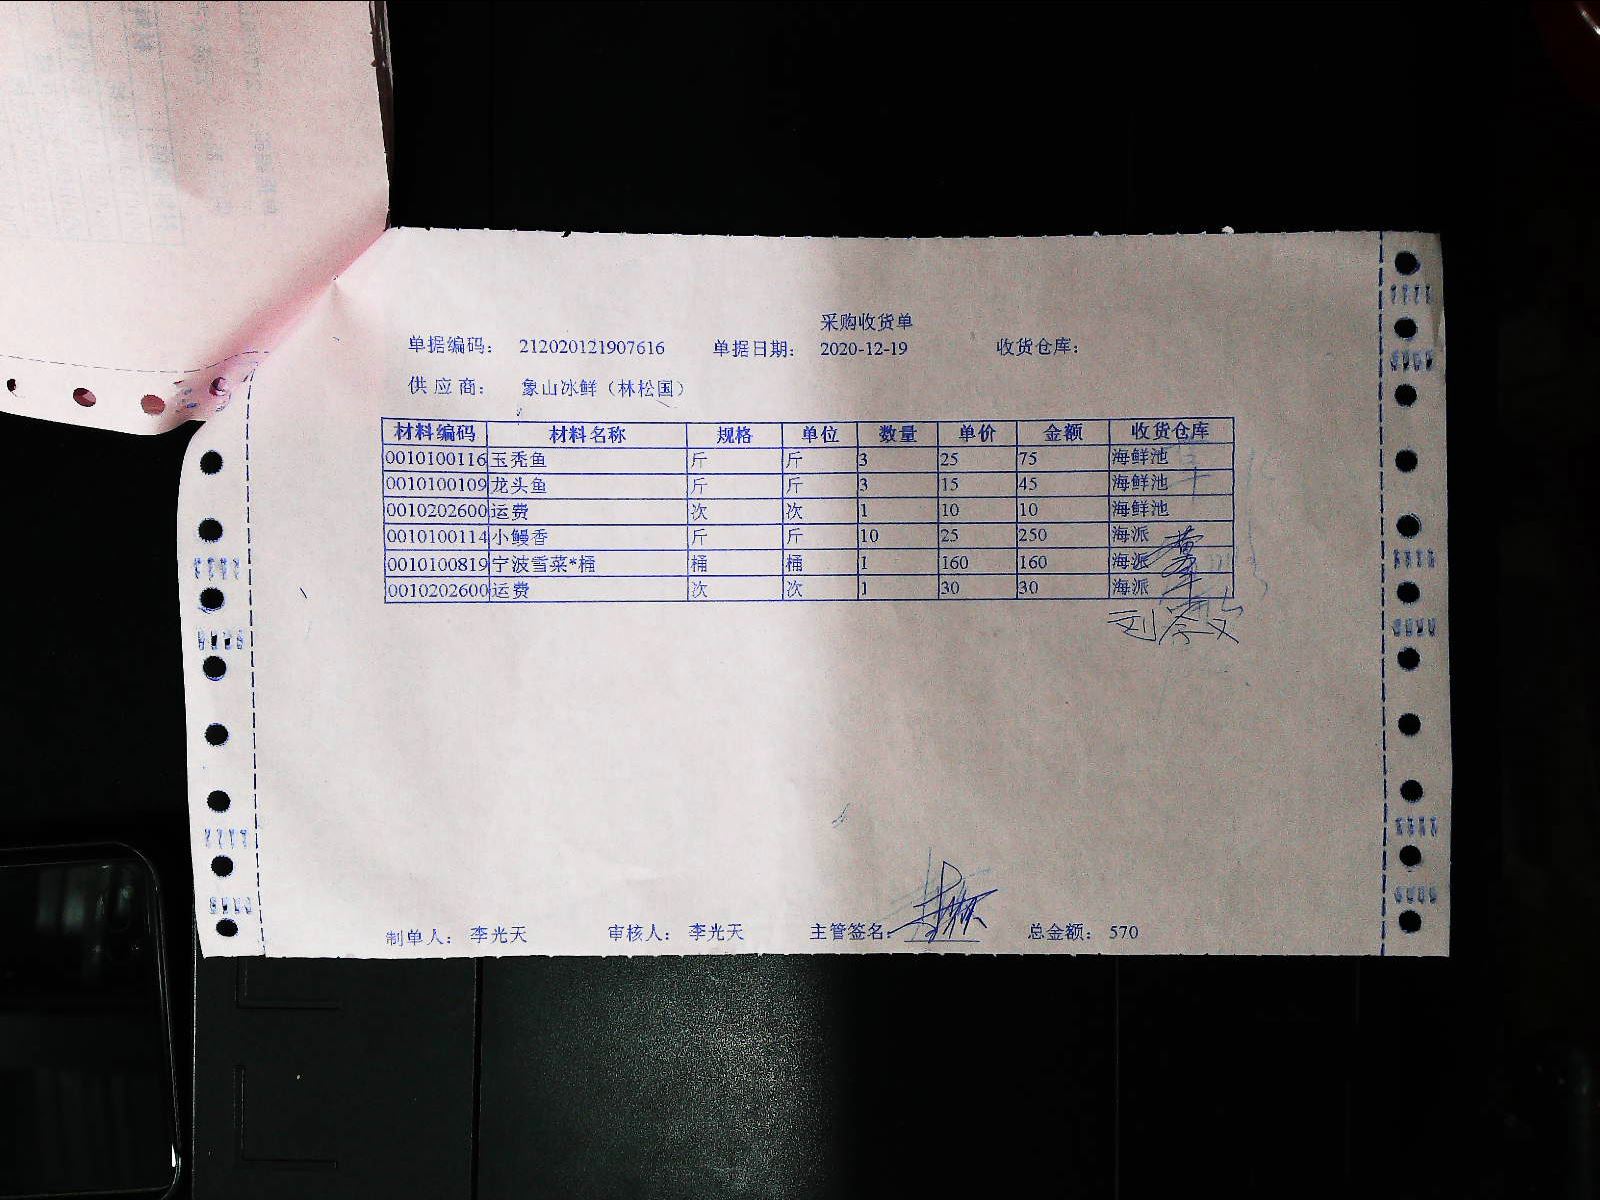 采购收货单
单据编码： 212020121907616 单据日期： 2020-12-19 收货仓库：
供 应 商： 象山冰鲜（林松国）
材料编码 材料名称 规格 单位 数量 单价 金额 收货仓库
0010100116 玉秃鱼 斤 斤 3 25 75 海鲜池
0010100109 龙头鱼 斤 斤 3 15 45 海鲜池
0010202600 运费 次 次 1 10 10 海鲜池
0010100114 小鳗香 斤 斤 10 25 250 海派
0010100819 宁波雪菜*桶 桶 桶 1 160 160 海派
0010202600 运费 次 次 1 30 30 海派
制单人： 李光天 审核人： 李光天 主管签名： 总金额： 570